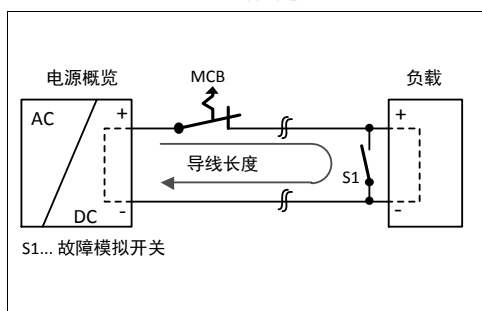 电源概览
MCB
负载
AC
+
+
导线长度
S1
DC
-
-
S1... 故障模拟开关